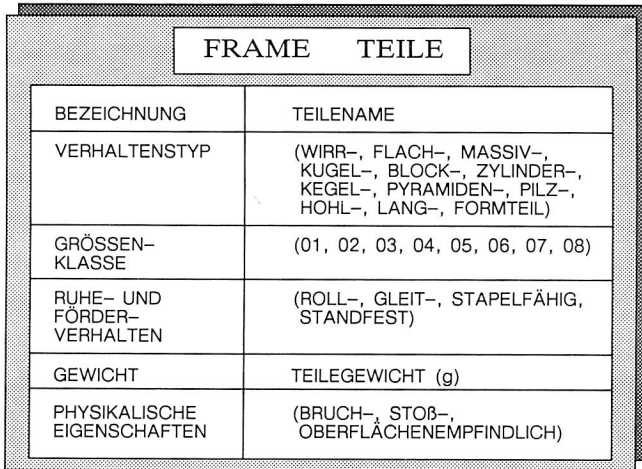 FRAME TEILE
BEZEICHNUNG TEILENAME
VERHALTENSTYP (WIRR–, FLACH–, MASSIV–,
KUGEL–, BLOCK–, ZYLINDER–,
KEGEL–, PYRAMIDEN–, PILZ–,
HOHL–, LANG–, FORMTEIL)
GRÖSSEN– (01, 02, 03, 04, 05, 06, 07, 08)
KLASSE
RUHE– UND (ROLL–, GLEIT–, STAPELFÄHIG,
FÖRDER– STANDFEST)
VERHALTEN
GEWICHT TEILEGEWICHT (g)
PHYSIKALISCHE (BRUCH–, STOß–,
EIGENSCHAFTEN OBERFLÄCHENEMPFINDLICH)